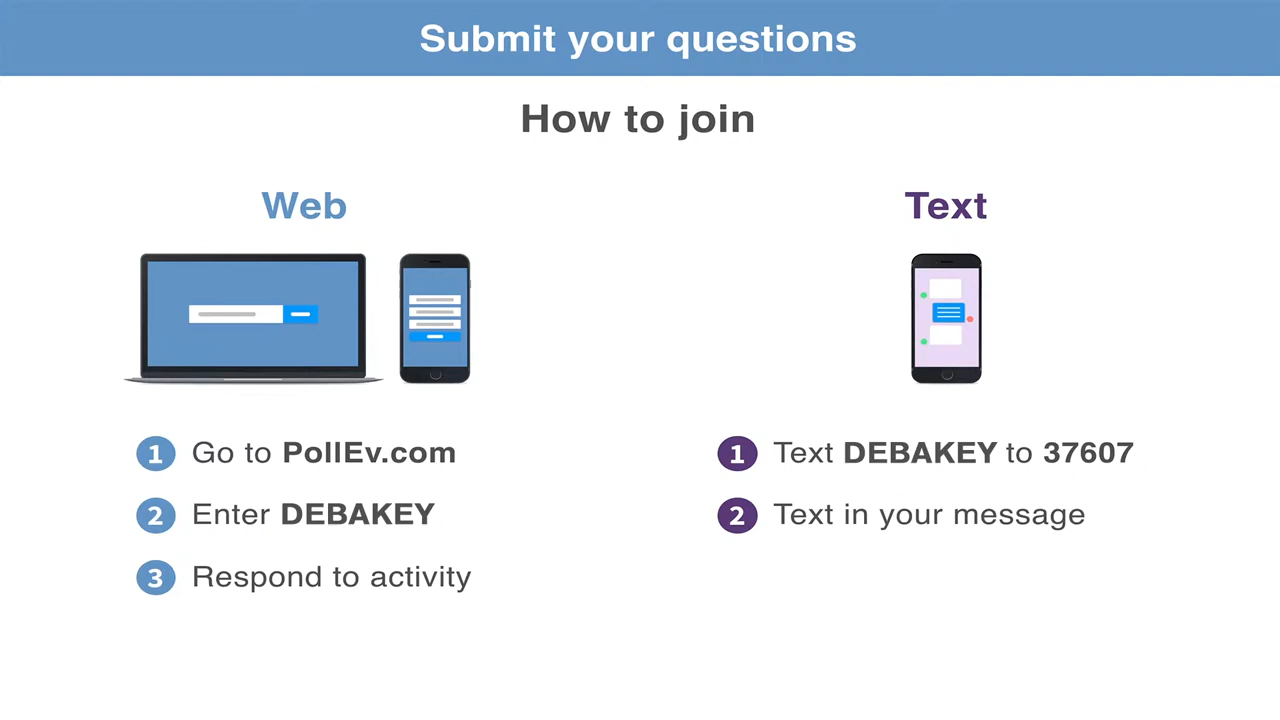 Submit your questions
How to join
Web
1 Go to PollEv.com
2 Enter DEBAKEY
3 Respond to activity
Text
1 Text DEBAKEY to 37607
2 Text in your message